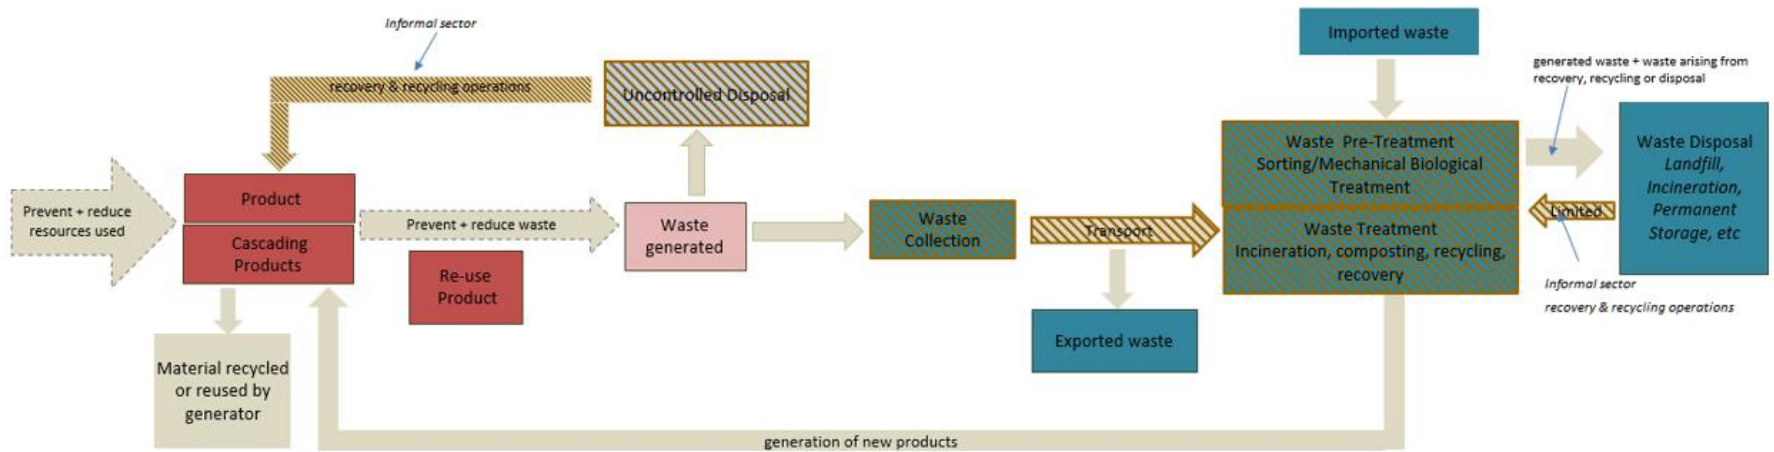 Informal sector
recovery & recycling operations
Uncontrolled Disposal
Imported waste
generated waste + waste arising from
recovery, recycling or disposal
Prevent + reduce
resources used
Product
Cascading
Products
Prevent + reduce waste
Re-use
Product
Waste
generated
Waste
Collection
Transport
Waste Pre-Treatment
Sorting/Mechanical Biological
Treatment
Waste Treatment
Incineration, composting, recycling,
recovery
Limited
Waste Disposal
Landfill,
Incineration,
Permanent
Storage, etc
Informal sector
recovery & recycling operations
Exported waste
Material recycled
or reused by
generator
generation of new products